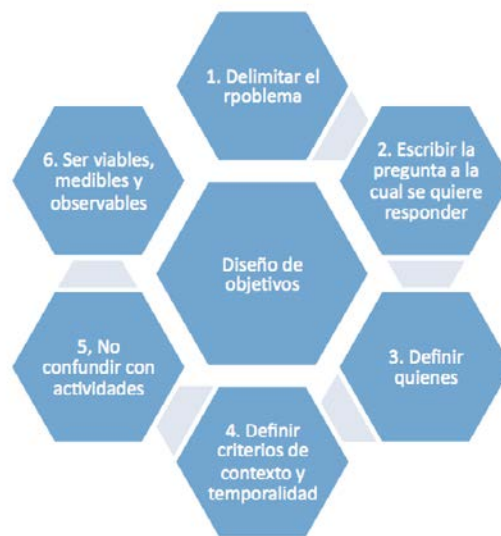 1. Delimitar el
rpoblema
2. Escribir la
pregunta a la
cual se quiere
responder
3. Definir
quienes
4. Definir
criterios de
contexto y
temporalidad
5, No
confundir con
actividades
6. Ser viables,
medibles y
observables
Diseño de
objetivos